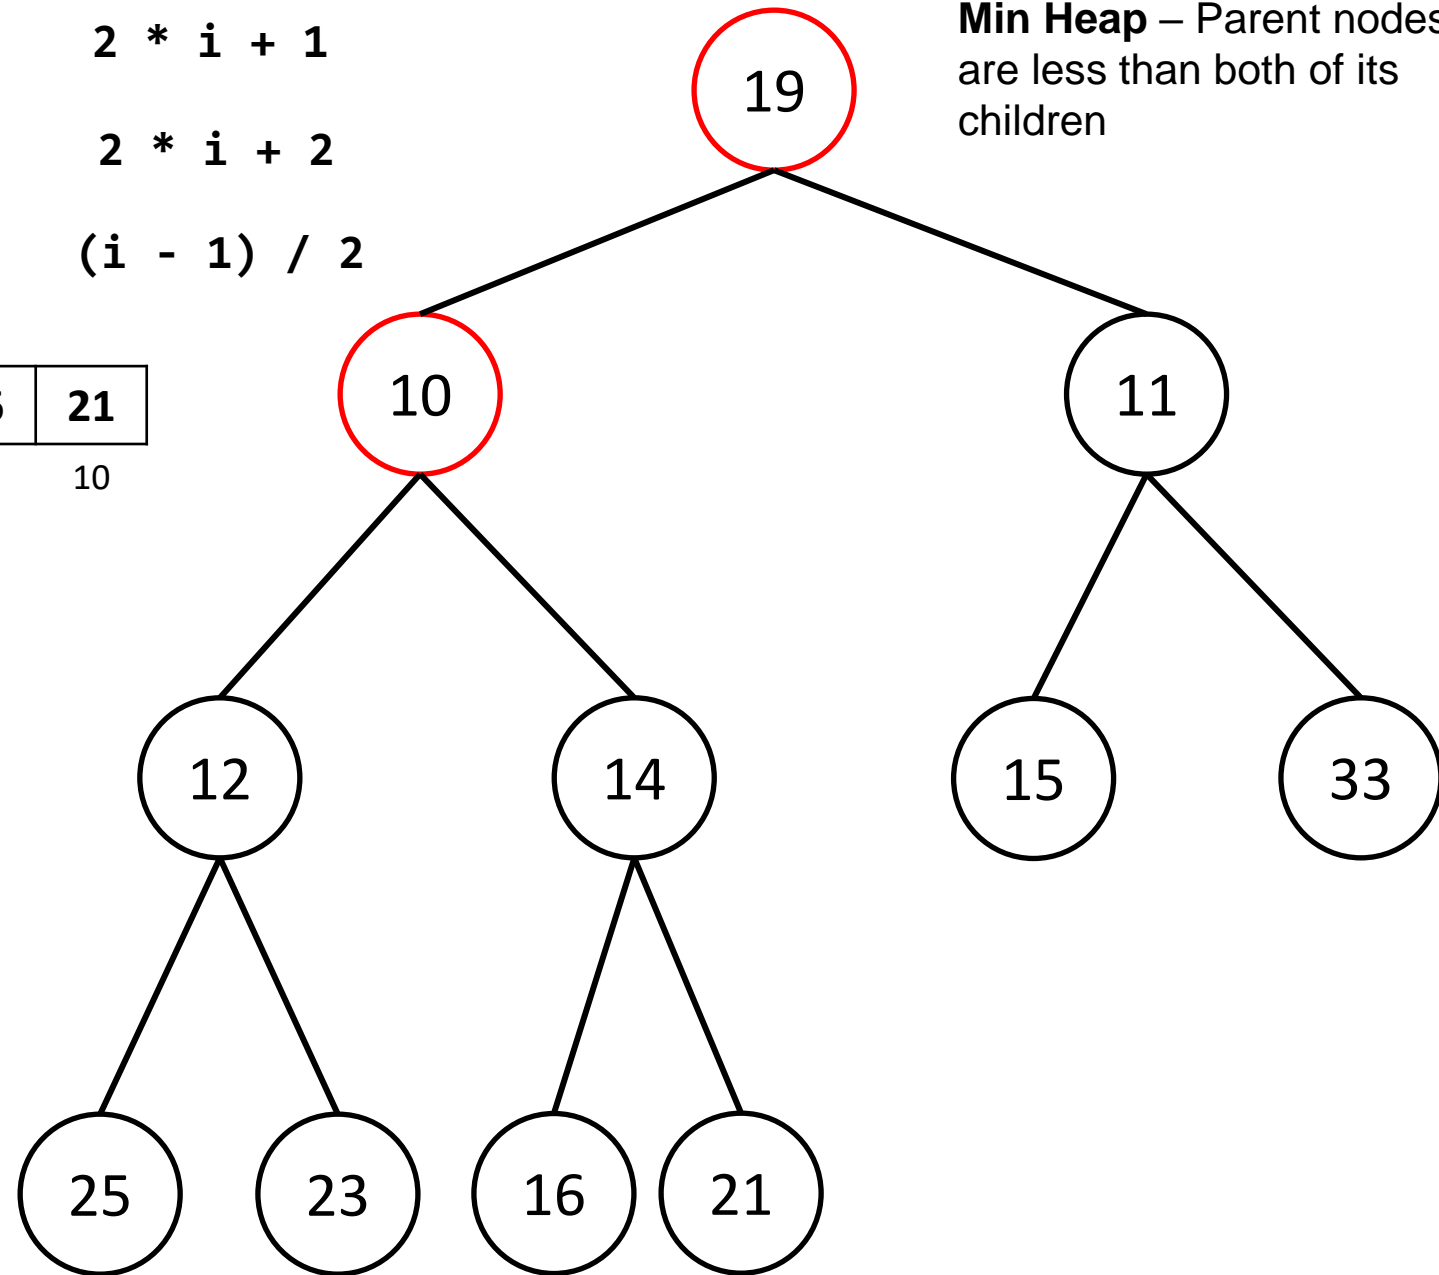 2 * i + 1
2 * i + 2
(i - 1) / 2
Min Heap – Parent nodes
are less than both of its
children
21
10
19
10
11
12
14
15
33
25
23
16
21